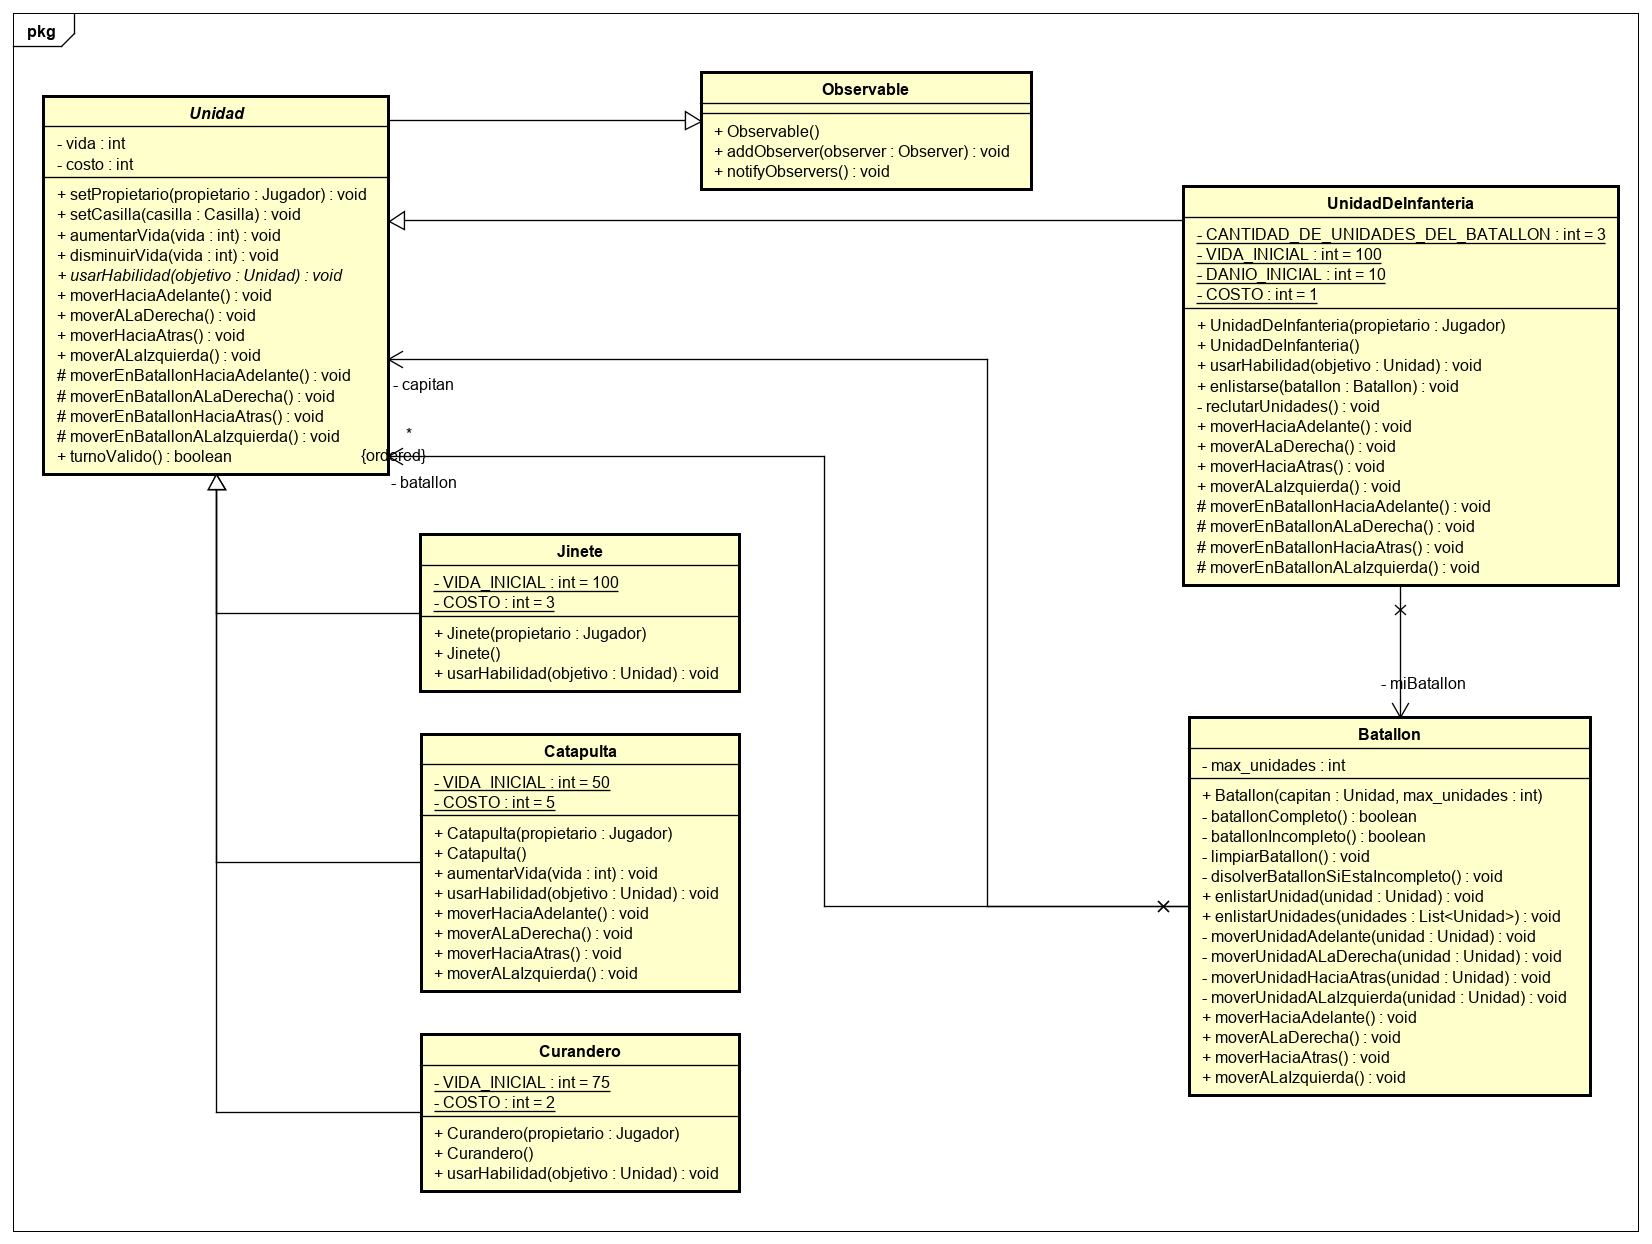 pkg
Unidad
- vida : int
- costo : int
+ setPropietario(propietario : Jugador) : void
+ setCasilla(casilla : Casilla) : void
+ aumentarVida(vida : int) : void
+ disminuirVida(vida : int) : void
+ usarHabilidad(objetivo : Unidad) : void
+ moverHaciaAdelante() : void
+ moverALaDerecha() : void
+ moverHaciaAtras() : void
+ moverALaIzquierda() : void
# moverEnBatallonHaciaAdelante() : void
# moverEnBatallonALaDerecha() : void
# moverEnBatallonHaciaAtras() : void
# moverEnBatallonALaIzquierda() : void
+ turnoValido() : boolean
Observable
+ Observable()
+ addObserver(observer : Observer) : void
+ notifyObservers() : void
UnidadDeInfanteria
- CANTIDAD_DE_UNIDADES_DEL_BATALLON : int = 3
- VIDA_INICIAL : int = 100
- DANIO_INICIAL : int = 10
- COSTO : int = 1
+ UnidadDeInfanteria(propietario : Jugador)
+ UnidadDeInfanteria()
+ usarHabilidad(objetivo : Unidad) : void
+ enlistarse(batallon : Batallon) : void
- reclutarUnidades() : void
+ moverHaciaAdelante() : void
+ moverALaDerecha() : void
+ moverHaciaAtras() : void
+ moverALaIzquierda() : void
# moverEnBatallonHaciaAdelante() : void
# moverEnBatallonALaDerecha() : void
# moverEnBatallonHaciaAtras() : void
# moverEnBatallonALaIzquierda() : void
- capitan
*
{ordered}
- batallon
Jinete
- VIDA_INICIAL : int = 100
- COSTO : int = 3
+ Jinete(propietario : Jugador)
+ Jinete()
+ usarHabilidad(objetivo : Unidad) : void
- miBatallon
Catapulta
- VIDA_INICIAL : int = 50
- COSTO : int = 5
+ Catapulta(propietario : Jugador)
+ Catapulta()
+ aumentarVida(vida : int) : void
+ usarHabilidad(objetivo : Unidad) : void
+ moverHaciaAdelante() : void
+ moverALaDerecha() : void
+ moverHaciaAtras() : void
+ moverALaIzquierda() : void
Batallon
- max_unidades : int
+ Batallon(capitan : Unidad, max_unidades : int)
- batallonCompleto() : boolean
- batallonIncompleto() : boolean
- limpiarBatallon() : void
- disolverBatallonSiEstaIncompleto() : void
+ enlistarUnidad(unidad : Unidad) : void
+ enlistarUnidades(unidades : List<Unidad>) : void
- moverUnidadAdelante(unidad : Unidad) : void
- moverUnidadALaDerecha(unidad : Unidad) : void
- moverUnidadHaciaAtras(unidad : Unidad) : void
- moverUnidadALaIzquierda(unidad : Unidad) : void
+ moverHaciaAdelante() : void
+ moverALaDerecha() : void
+ moverHaciaAtras() : void
+ moverALaIzquierda() : void
Curandero
- VIDA_INICIAL : int = 75
- COSTO : int = 2
+ Curandero(propietario : Jugador)
+ Curandero()
+ usarHabilidad(objetivo : Unidad) : void